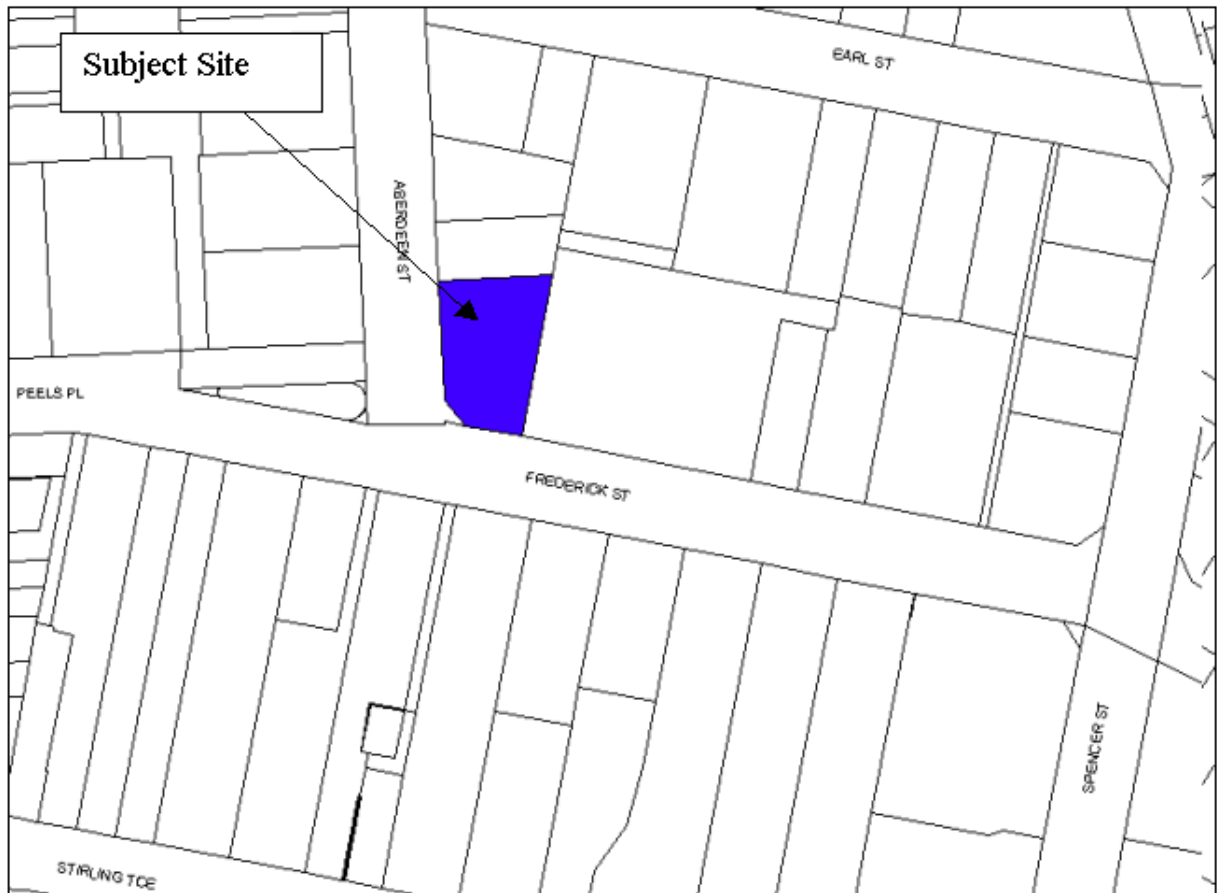 Subject Site
EARL ST
ABERDEEN ST
PEELS PL
FREDERICK ST
SPENCER ST
STIRLING TCE